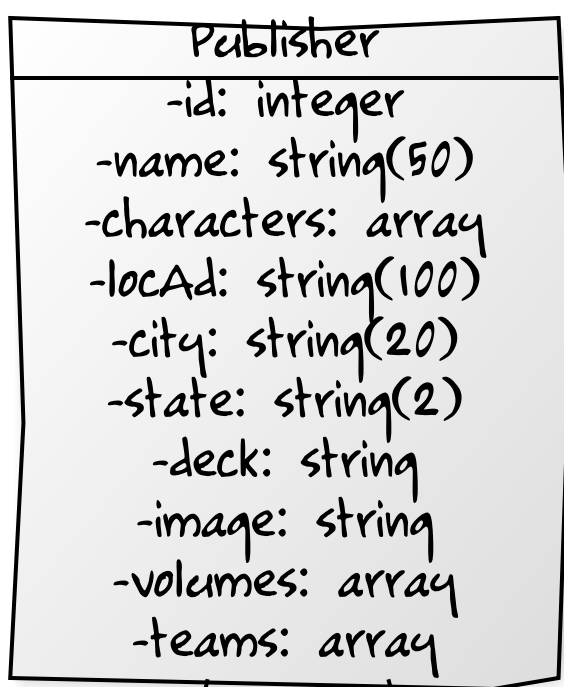 Publisher
-id: integer
-name: string(50)
-characters: array
-locAd: string(100)
-city: string(20)
-state: string(2)
-deck: string
-image: string
-volumes: array
-teams: array